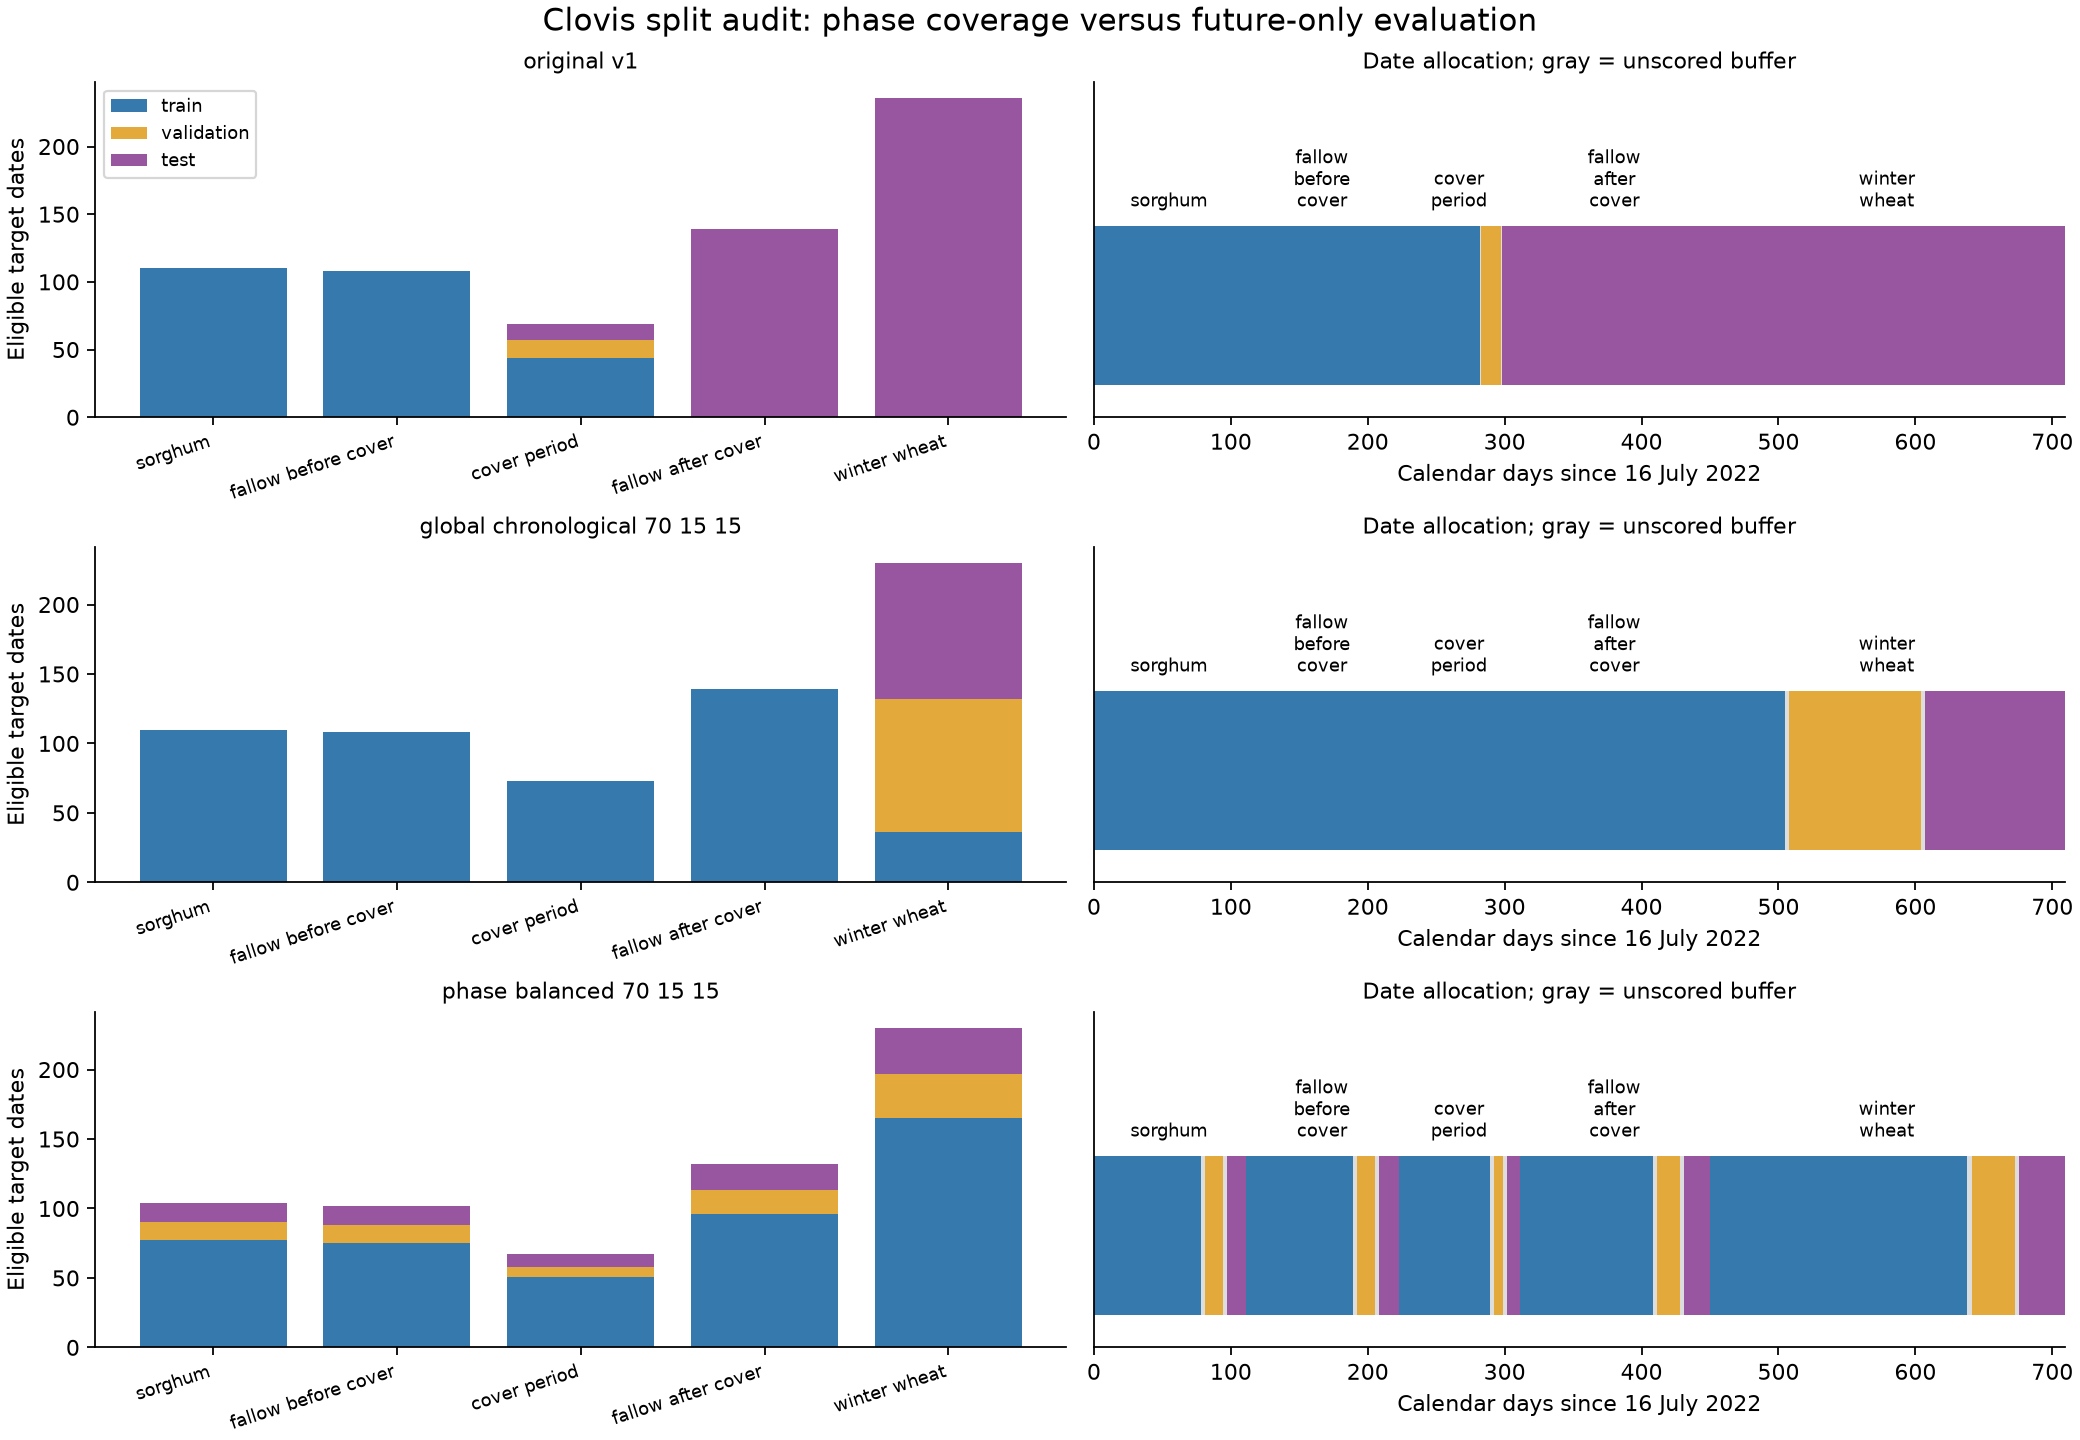 Clovis split audit: phase coverage versus future-only evaluation
original v1
train
validation
test
Eligible target dates
200
150
100
50
0
sorghum
fallow before cover
cover period
fallow after cover
winter wheat
Date allocation; gray = unscored buffer
sorghum
fallow
before
cover
cover
period
fallow
after
cover
winter
wheat
0 100 200 300 400 500 600 700
Calendar days since 16 July 2022
global chronological 70 15 15
Eligible target dates
200
150
100
50
0
sorghum
fallow before cover
cover period
fallow after cover
winter wheat
Date allocation; gray = unscored buffer
sorghum
fallow
before
cover
cover
period
fallow
after
cover
winter
wheat
0 100 200 300 400 500 600 700
Calendar days since 16 July 2022
phase balanced 70 15 15
Eligible target dates
200
150
100
50
0
sorghum
fallow before cover
cover period
fallow after cover
winter wheat
Date allocation; gray = unscored buffer
sorghum
fallow
before
cover
cover
period
fallow
after
cover
winter
wheat
0 100 200 300 400 500 600 700
Calendar days since 16 July 2022